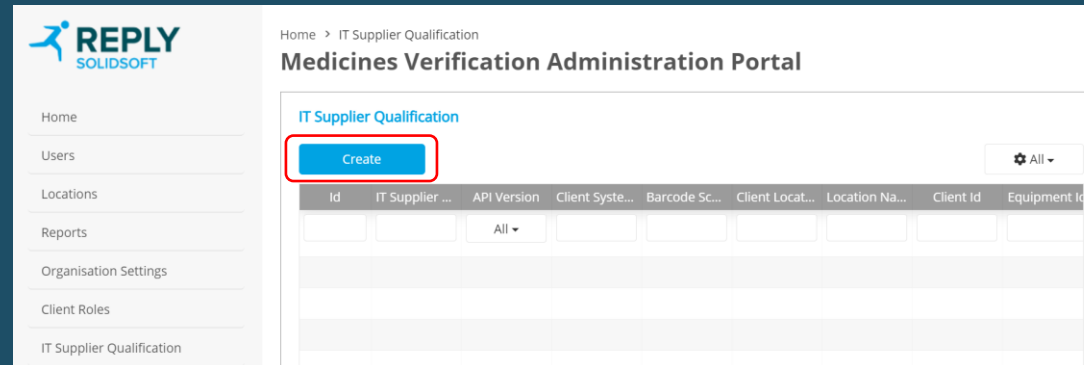 REPLY
SOLIDSOFT
Home > IT Supplier Qualification
Medicines Verification Administration Portal
Home
Users
Locations
Reports
Organisation Settings
Client Roles
IT Supplier Qualification
IT Supplier Qualification
Create
All
Id IT Supplier ... API Version Client Syste... Barcode Sc... Client Locat... Location Na... Client Id Equipment Id
All